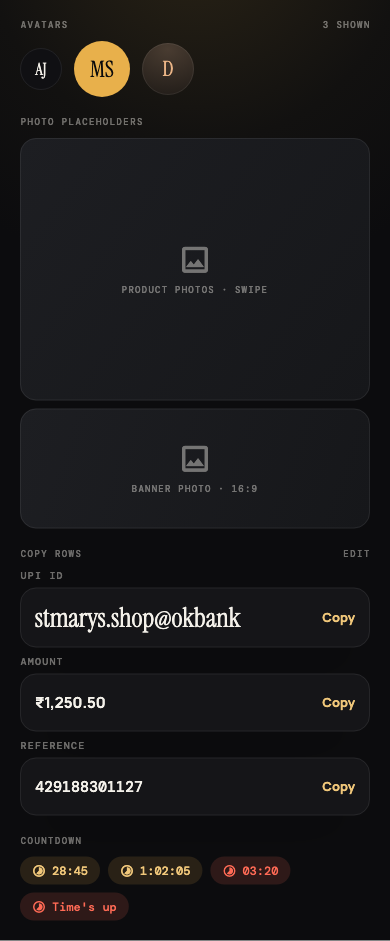 AVATARS 3 SHOWN
AJ MS D
PHOTO PLACEHOLDERS
PRODUCT PHOTOS · SWIPE
BANNER PHOTO · 16:9
COPY ROWS EDIT
UPI ID
stmarys.shop@okbank Copy
AMOUNT
₹1,250.50 Copy
REFERENCE
429188301127 Copy
COUNTDOWN
28:45 1:02:05 03:20
Time's up